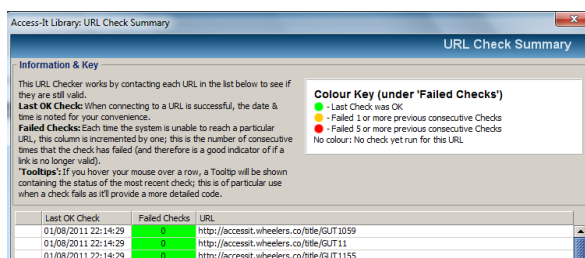 Access-It Library: URL Check Summary
x
URL Check Summary
Information & Key
This URL Checker works by contacting each URL in the list below to see if
they are still valid.
Last OK Check: When connecting to a URL is successful, the date &
time is noted for your convenience.
Failed Checks: Each time the system is unable to reach a particular
URL, this column is incremented by one; this is the number of consecutive
times that the check has failed (and therefore is a good indicator of if a
link is no longer valid).
'Tooltips': If you hover your mouse over a row, a Tooltip will be shown
containing the status of the most recent check; this is of particular use
when a check fails as it'll provide a more detailed code.
Colour Key (under 'Failed Checks')
- Last Check was OK
- Failed 1 or more previous consecutive Checks
- Failed 5 or more previous consecutive Checks
No colour: No check yet run for this URL
Last OK Check Failed Checks URL
01/08/2011 22:14:29 0 http://accessit.wheelers.co/title/GUT1059
01/08/2011 22:14:29 0 http://accessit.wheelers.co/title/GUT11
01/08/2011 22:14:29 0 http://accessit.wheelers.co/title/GUT1155